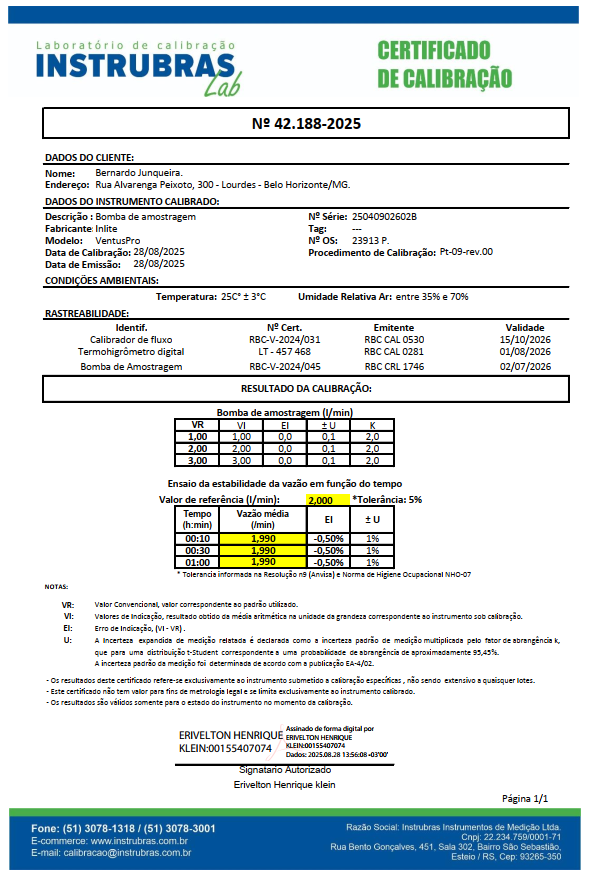 Laboratório de calibração
INSTRUBRAS
Lab
CERTIFICADO
DE CALIBRAÇÃO
Nº 42.188-2025
DADOS DO CLIENTE:
Nome: Bernardo Junqueira.
Endereço: Rua Alvarenga Peixoto, 300 - Lourdes - Belo Horizonte/MG.
DADOS DO INSTRUMENTO CALIBRADO:
Descrição : Bomba de amostragem Nº Série: 25040902602B
Fabricante: Inlite Tag: ---
Modelo: VentusPro Nº OS: 23913 P.
Data de Calibração: 28/08/2025 Procedimento de Calibração: Pt-09-rev.00
Data de Emissão: 28/08/2025
CONDIÇÕES AMBIENTAIS:
Temperatura: 25C° ± 3°C Umidade Relativa Ar: entre 35% e 70%
RASTREABILIDADE:
Identif. Nº Cert. Emitente Validade
Calibrador de fluxo RBC-V-2024/031 RBC CAL 0530 15/10/2026
Termohigrômetro digital LT - 457 468 RBC CAL 0281 01/08/2026
Bomba de Amostragem RBC-V-2024/045 RBC CRL 1746 02/07/2026
RESULTADO DA CALIBRAÇÃO:
Bomba de amostragem (l/min)
VR VI EI ± U K
1,00 1,00 0,0 0,1 2,0
2,00 2,00 0,0 0,1 2,0
3,00 3,00 0,0 0,1 2,0
Ensaio da estabilidade da vazão em função do tempo
Valor de referência (l/min): 2,000 *Tolerância: 5%
Tempo (h:min) Vazão média (/min) EI ± U
00:10 1,990 -0,50% 1%
00:30 1,990 -0,50% 1%
01:00 1,990 -0,50% 1%
* Tolerancia informada na Resolução n9 (Anvisa) e Norma de Higiene Ocupacional NHO-07
NOTAS:
VR: Valor Convencional, valor correspondente ao padrão utilizado.
VI: Valores de Indicação, resultado obtido da média aritmética na unidade da grandeza correspondente ao instrumento sob calibração.
EI: Erro de Indicação, (VI - VR) .
U: A Incerteza expandida de medição relatada é declarada como a incerteza padrão de medição multiplicada pelo fator de abrangência k,
que para uma distribuição t-Student correspondente a uma probabilidade de abrangência de aproximadamente 95,45%.
A incerteza padrão da medição foi determinada de acordo com a publicação EA-4/02.
- Os resultados deste certificado refere-se exclusivamente ao instrumento submetido a calibração específicas , não sendo extensivo a quaisquer lotes.
- Este certificado não tem valor para fins de metrologia legal e se limita exclusivamente ao instrumento calibrado.
- Os resultados são válidos somente para o estado do instrumento no momento da calibração.
ERIVELTON HENRIQUE
KLEIN:00155407074
Assinado de forma digital por
ERIVELTON HENRIQUE
KLEIN:00155407074
Dados: 2025.08.28 13:56:08 -03'00'
Signatario Autorizado
Erivelton Henrique klein
Página 1/1
Fone: (51) 3078-1318 / (51) 3078-3001
E-commerce: www.instrubras.com.br
E-mail: calibracao@instrubras.com.br
Razão Social: Instrubras Instrumentos de Medição Ltda.
Cnpj: 22.234.759/0001-71
Rua Bento Gonçalves, 451, Sala 302, Bairro São Sebastião,
Esteio / RS, Cep: 93265-350